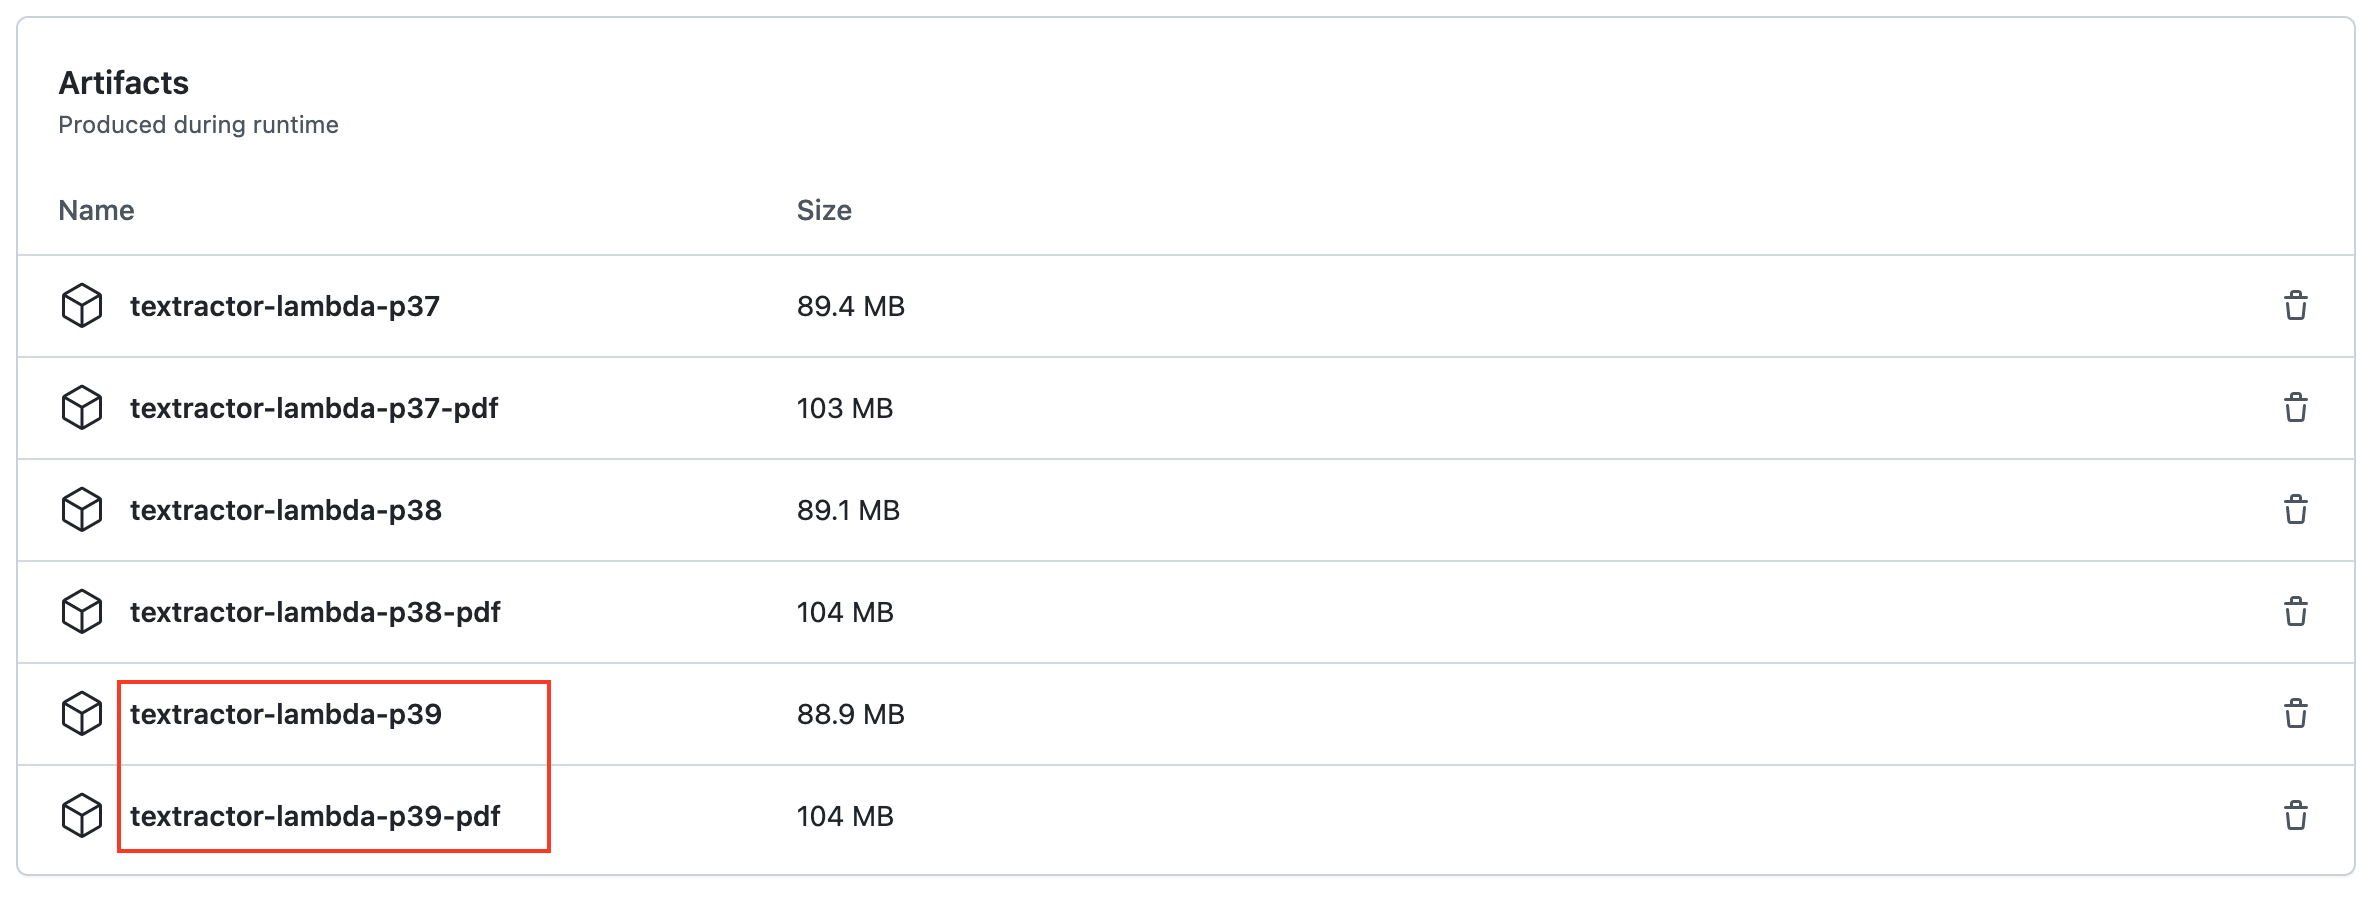 Artifacts
Produced during runtime
Name Size
textractor-lambda-p37 89.4 MB
textractor-lambda-p37-pdf 103 MB
textractor-lambda-p38 89.1 MB
textractor-lambda-p38-pdf 104 MB
textractor-lambda-p39 88.9 MB
textractor-lambda-p39-pdf 104 MB